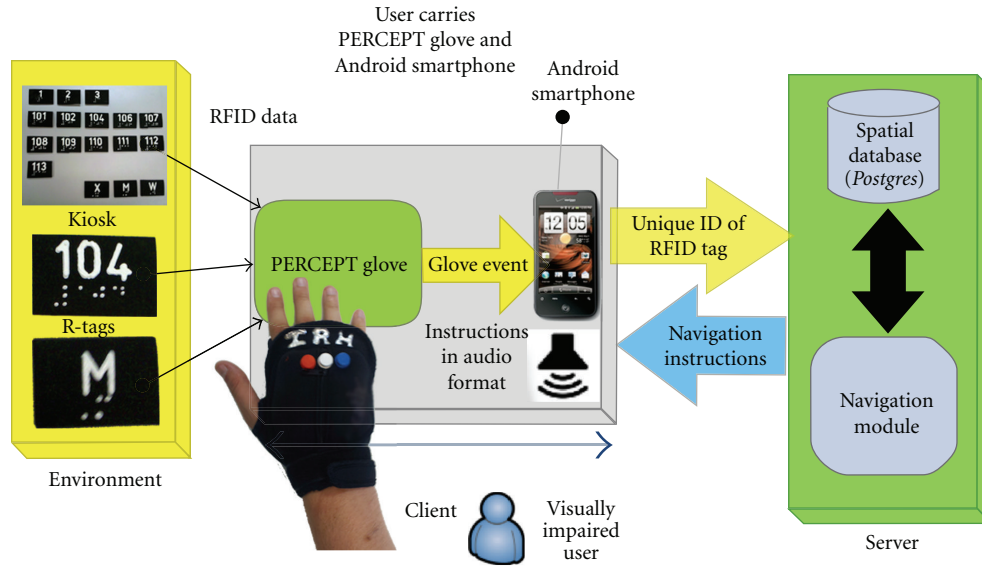 User carries
PERCEPT glove and
Android smartphone
Android
smartphone
RFID data
1 2 3
101 102 104 106 107
108 109 110 111 112
113
X M W
Kiosk
104
R-tags
M
Environment
PERCEPT glove
Glove event
12 05
Instructions
in audio
format
IRH
Unique ID of
RFID tag
Navigation
instructions
Spatial
database
(Postgres)
Navigation
module
Server
Client
Visually
impaired
user